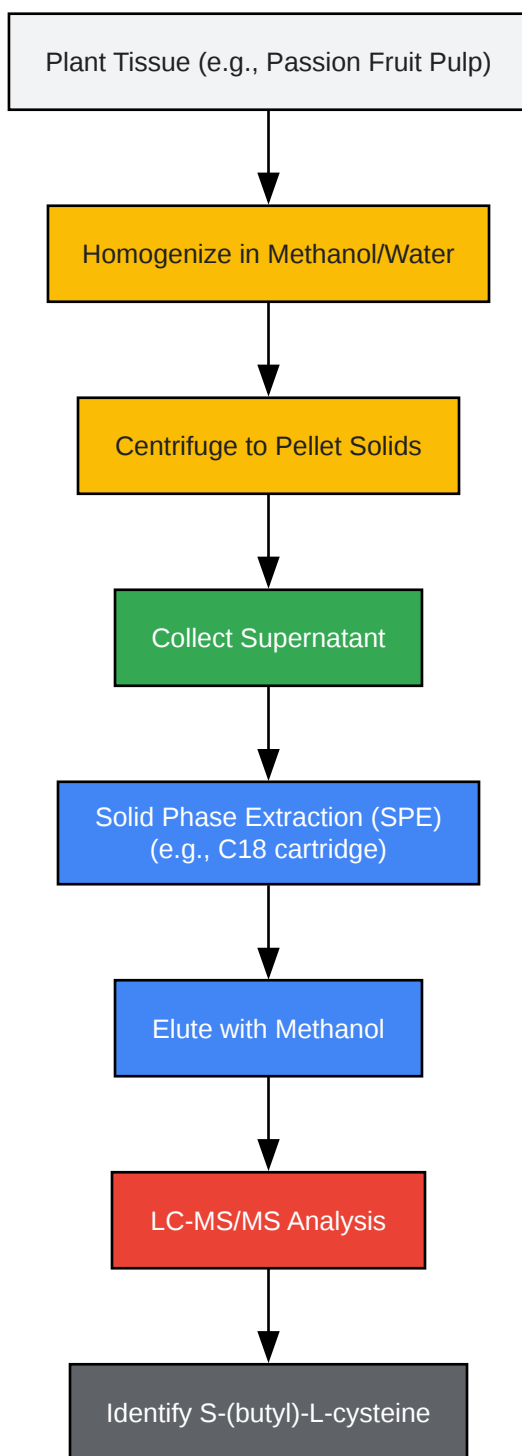 Plant Tissue (e.g., Passion Fruit Pulp)
Homogenize in Methanol/Water
Centrifuge to Pellet Solids
Collect Supernatant
Solid Phase Extraction (SPE)
(e.g., C18 cartridge)
Elute with Methanol
LC-MS/MS Analysis
Identify S-(butyl)-L-cysteine